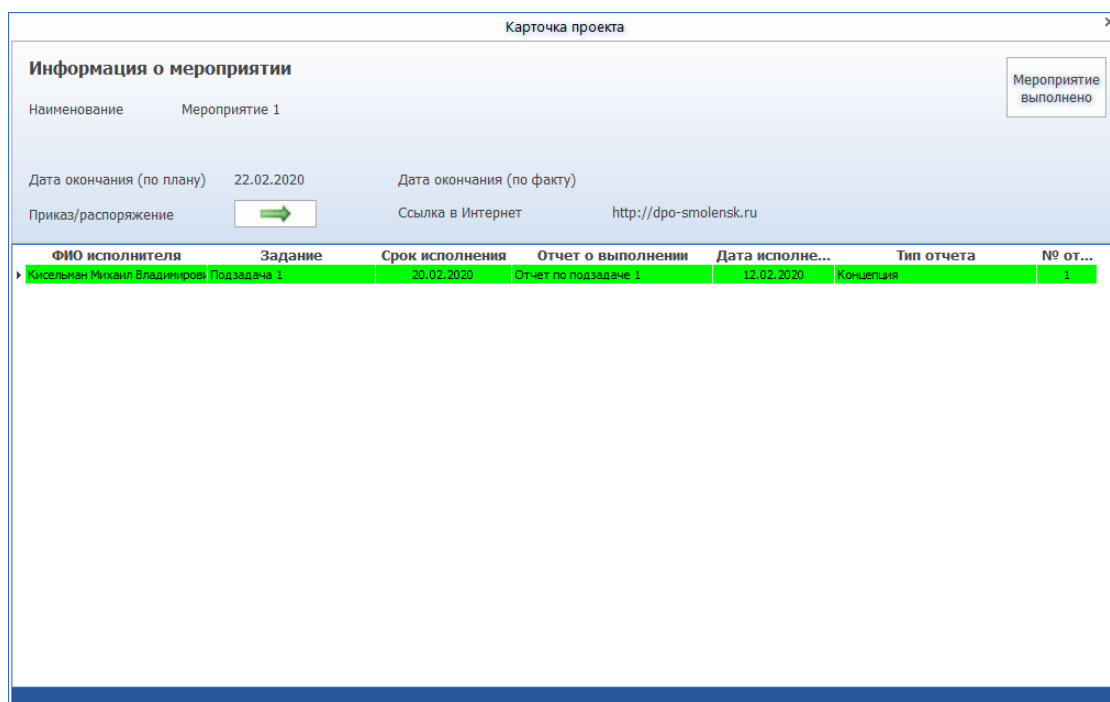 Карточка проекта
Информация о мероприятии
Мероприятие
выполнено
Наименование Мероприятие 1
Дата окончания (по плану) 22.02.2020 Дата окончания (по факту)
Приказ/распоряжение Ссылка в Интернет http://dpo-smolensk.ru
ФИО исполнителя Задание Срок исполнения Отчет о выполнении Дата исполне... Тип отчета № от...
Кисельман Михаил Владимирови Подзадача 1 20.02.2020 Отчет по подзадаче 1 12.02.2020 Концепция 1